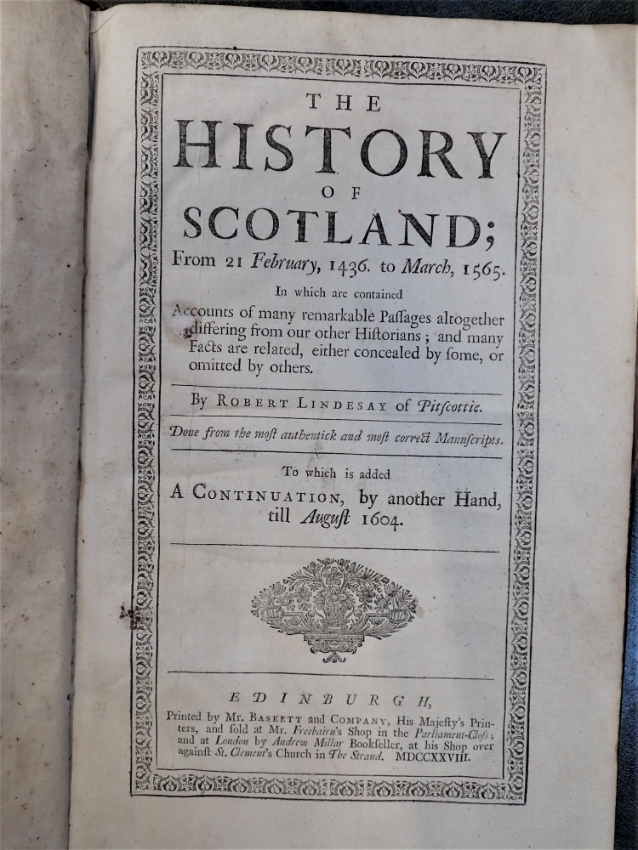 THE
HISTORY
OF
SCOTLAND;
From 21 February, 1436. to March, 1565.
In which are contained
Accounts of many remarkable Paſſages altogether
differing from our other Hiſtorians; and many
Facts are related, either concealed by ſome, or
omitted by others.
By ROBERT LINDESAY of Pitſcottie.
Done from the moſt authentick and moſt correct Manuſcripts.
To which is added
A CONTINUATION, by another Hand,
till Auguſt 1604.
EDINBURGH,
Printed by Mr. BASKETT and COMPANY, His Majeſty's Prin-
ters, and ſold at Mr. Freebairn's Shop in the Parliament-Cloſs;
and at London by Andrew Millar Bookſeller, at his Shop over
againſt St. Clement's Church in The Strand. MDCCXXVIII.